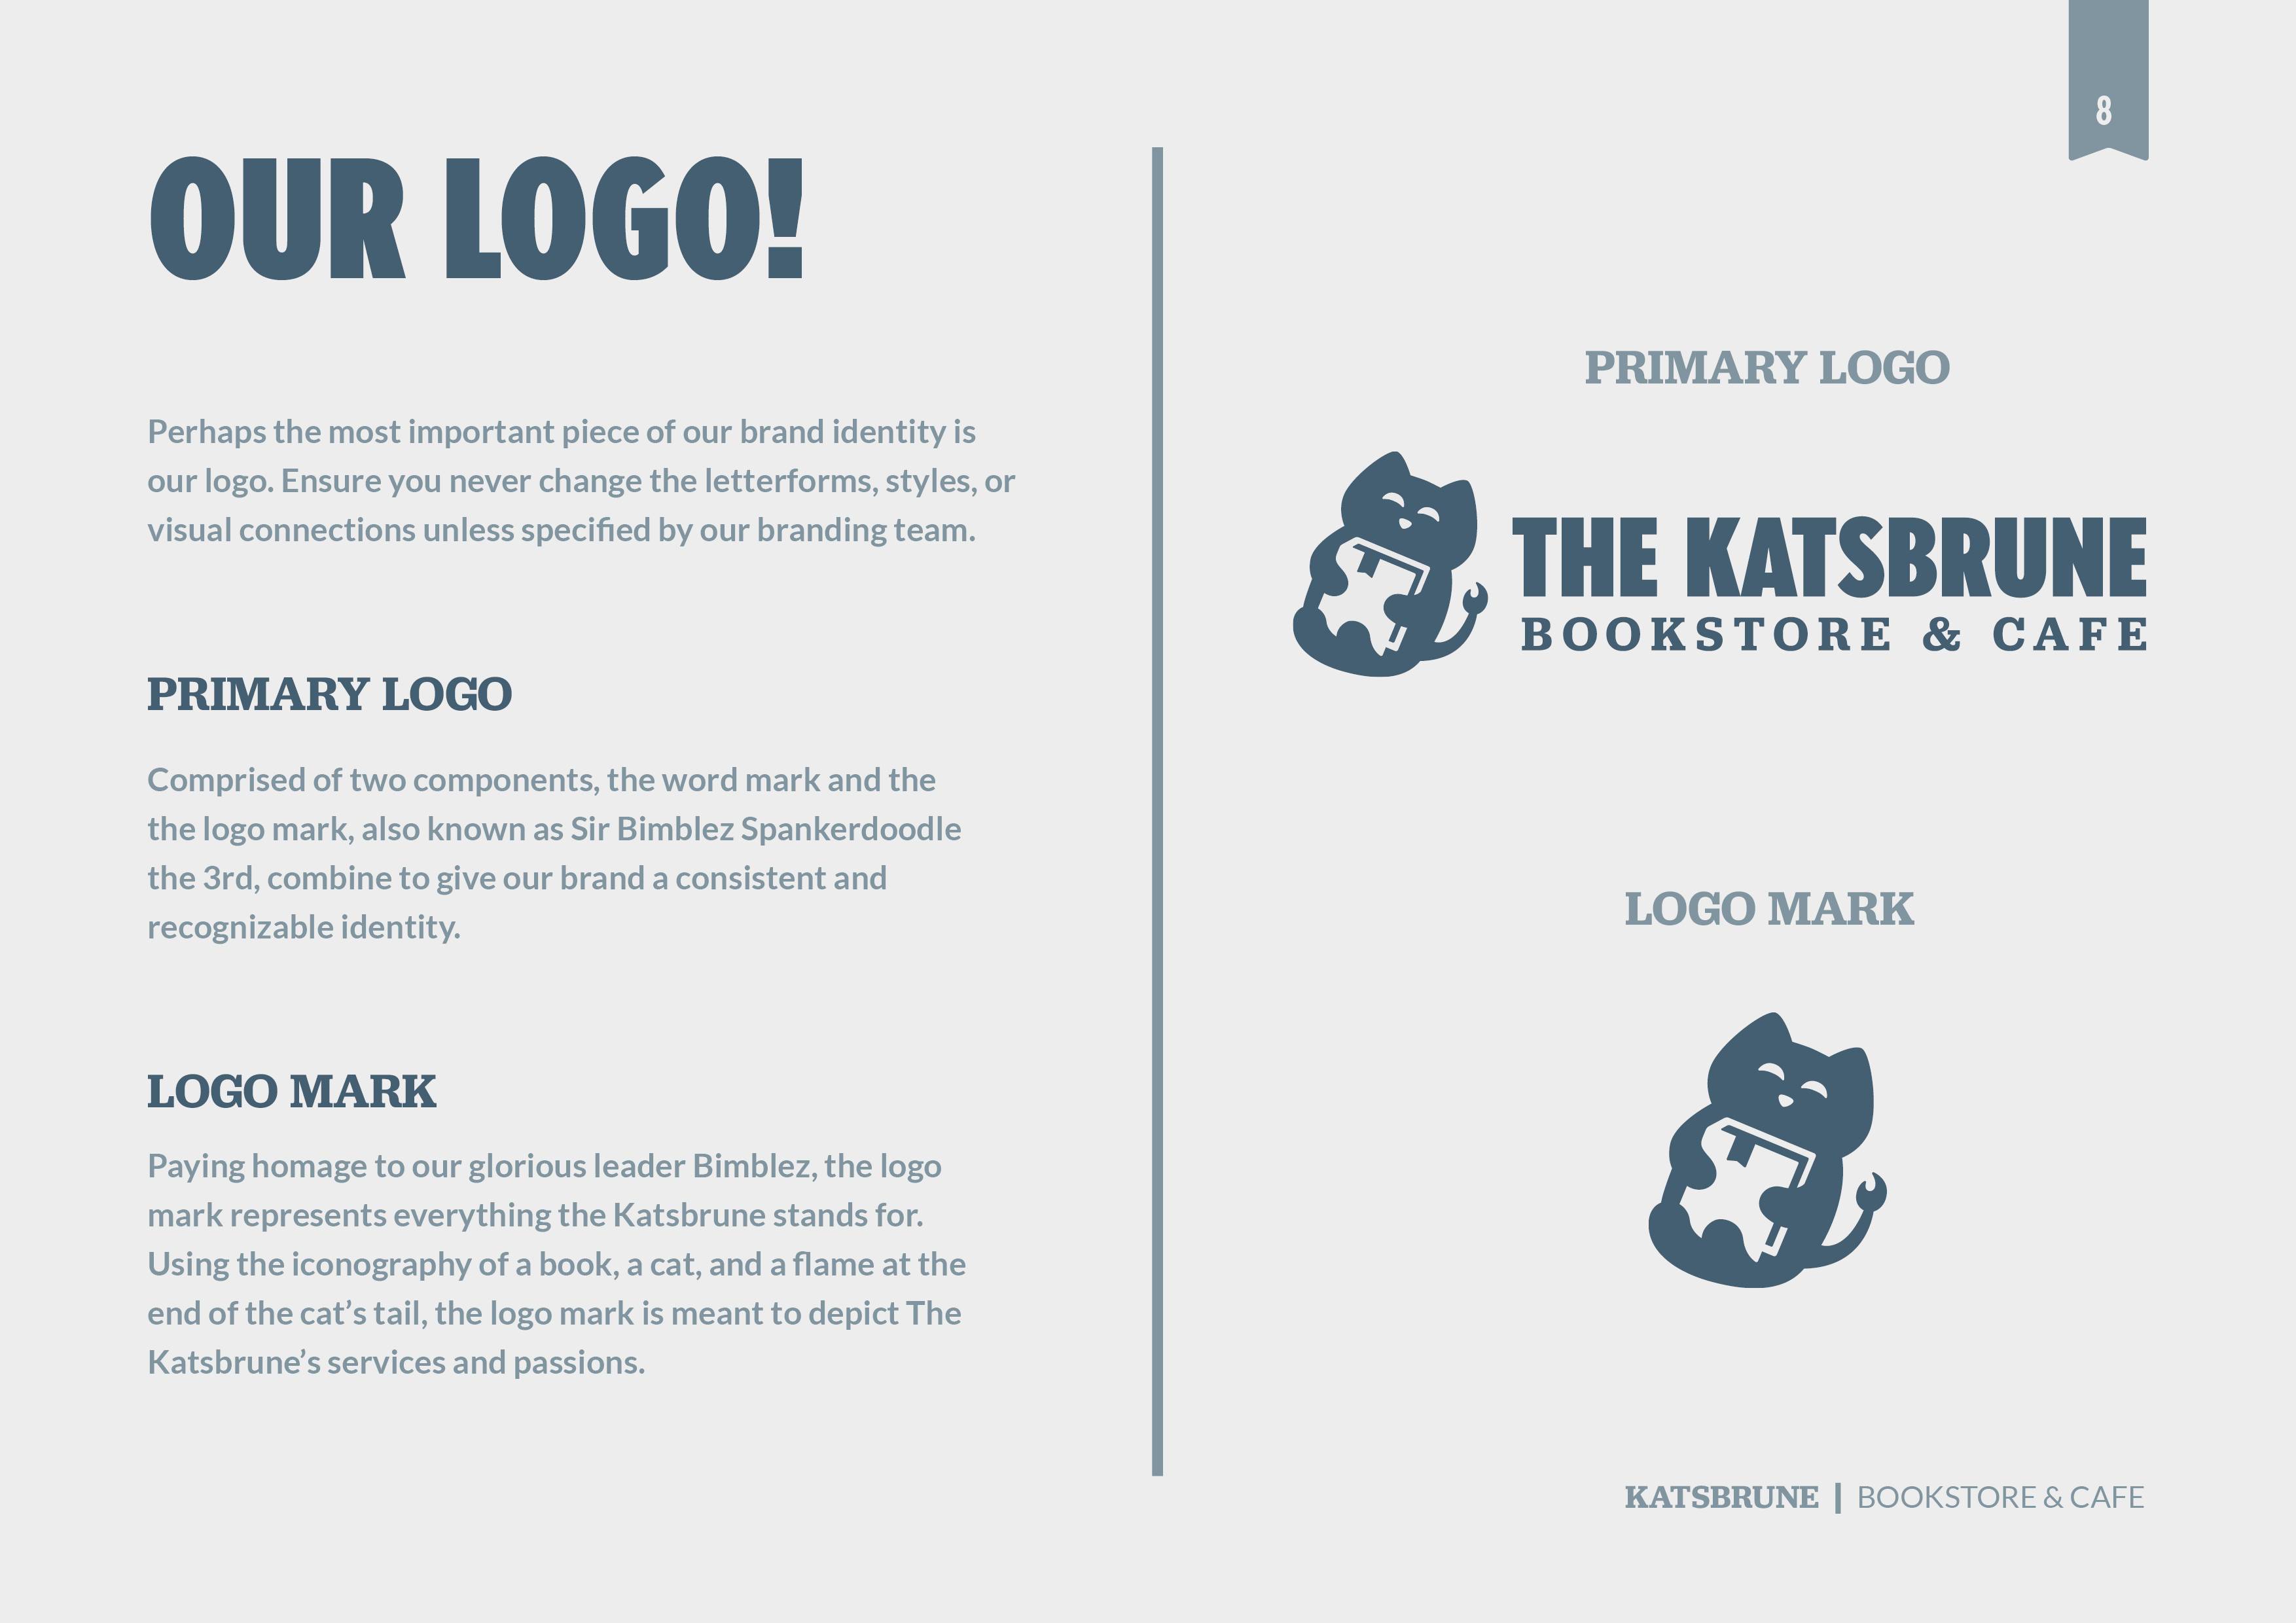 8
OUR LOGO!
Perhaps the most important piece of our brand identity is
our logo. Ensure you never change the letterforms, styles, or
visual connections unless specified by our branding team.
PRIMARY LOGO
Comprised of two components, the word mark and the
the logo mark, also known as Sir Bimblez Spankerdoodle
the 3rd, combine to give our brand a consistent and
recognizable identity.
LOGO MARK
Paying homage to our glorious leader Bimblez, the logo
mark represents everything the Katsbrune stands for.
Using the iconography of a book, a cat, and a flame at the
end of the cat’s tail, the logo mark is meant to depict The
Katsbrune’s services and passions.
PRIMARY LOGO
THE KATSBRUNE
BOOKSTORE & CAFE
LOGO MARK
KATSBRUNE | BOOKSTORE & CAFE